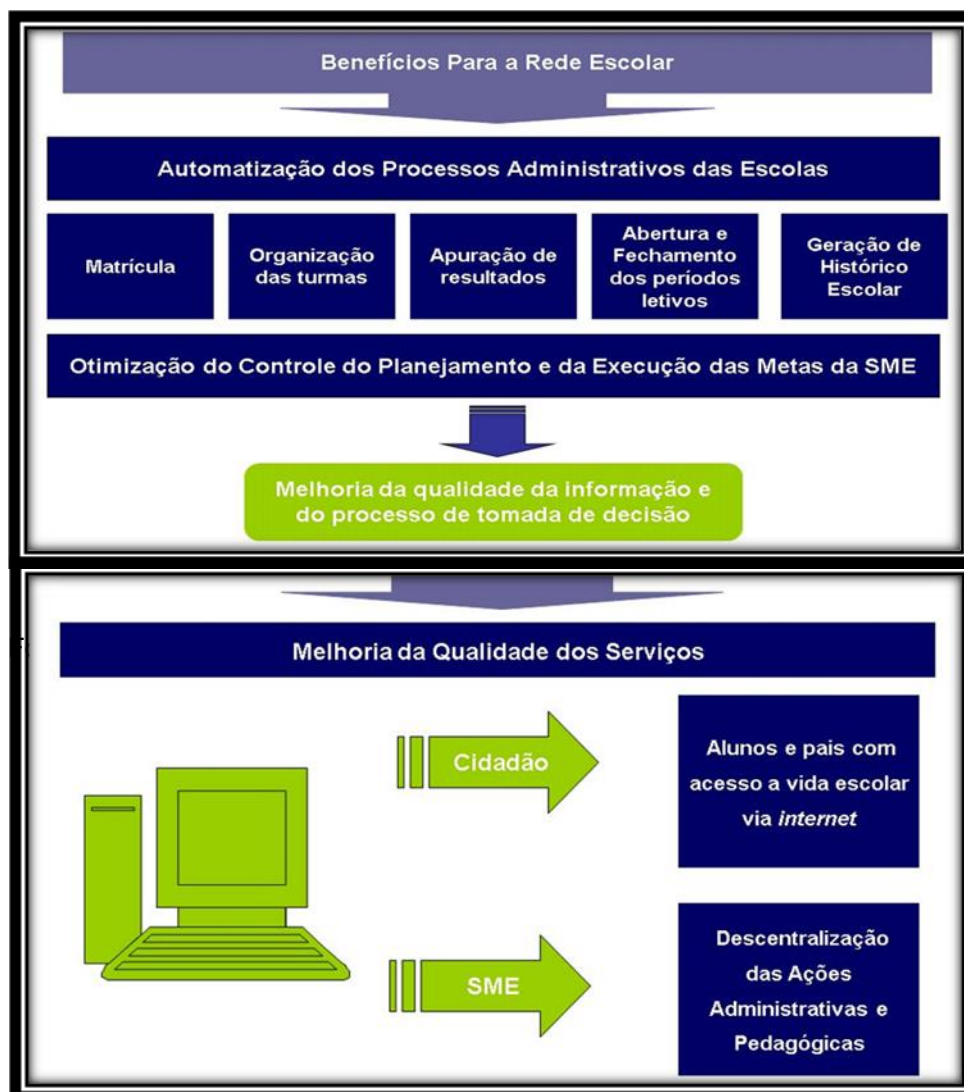 Benefícios Para a Rede Escolar
Automatização dos Processos Administrativos das Escolas
Matrícula
Organização
das turmas
Apuração de
resultados
Abertura e
Fechamento
dos períodos
letivos
Geração de
Histórico
Escolar
Otimização do Controle do Planejamento e da Execução das Metas da SME
Melhoria da qualidade da informação e
do processo de tomada de decisão
Melhoria da Qualidade dos Serviços
Cidadão
Alunos e pais com
acesso a vida escolar
via internet
SME
Descentralização
das Ações
Administrativas e
Pedagógicas